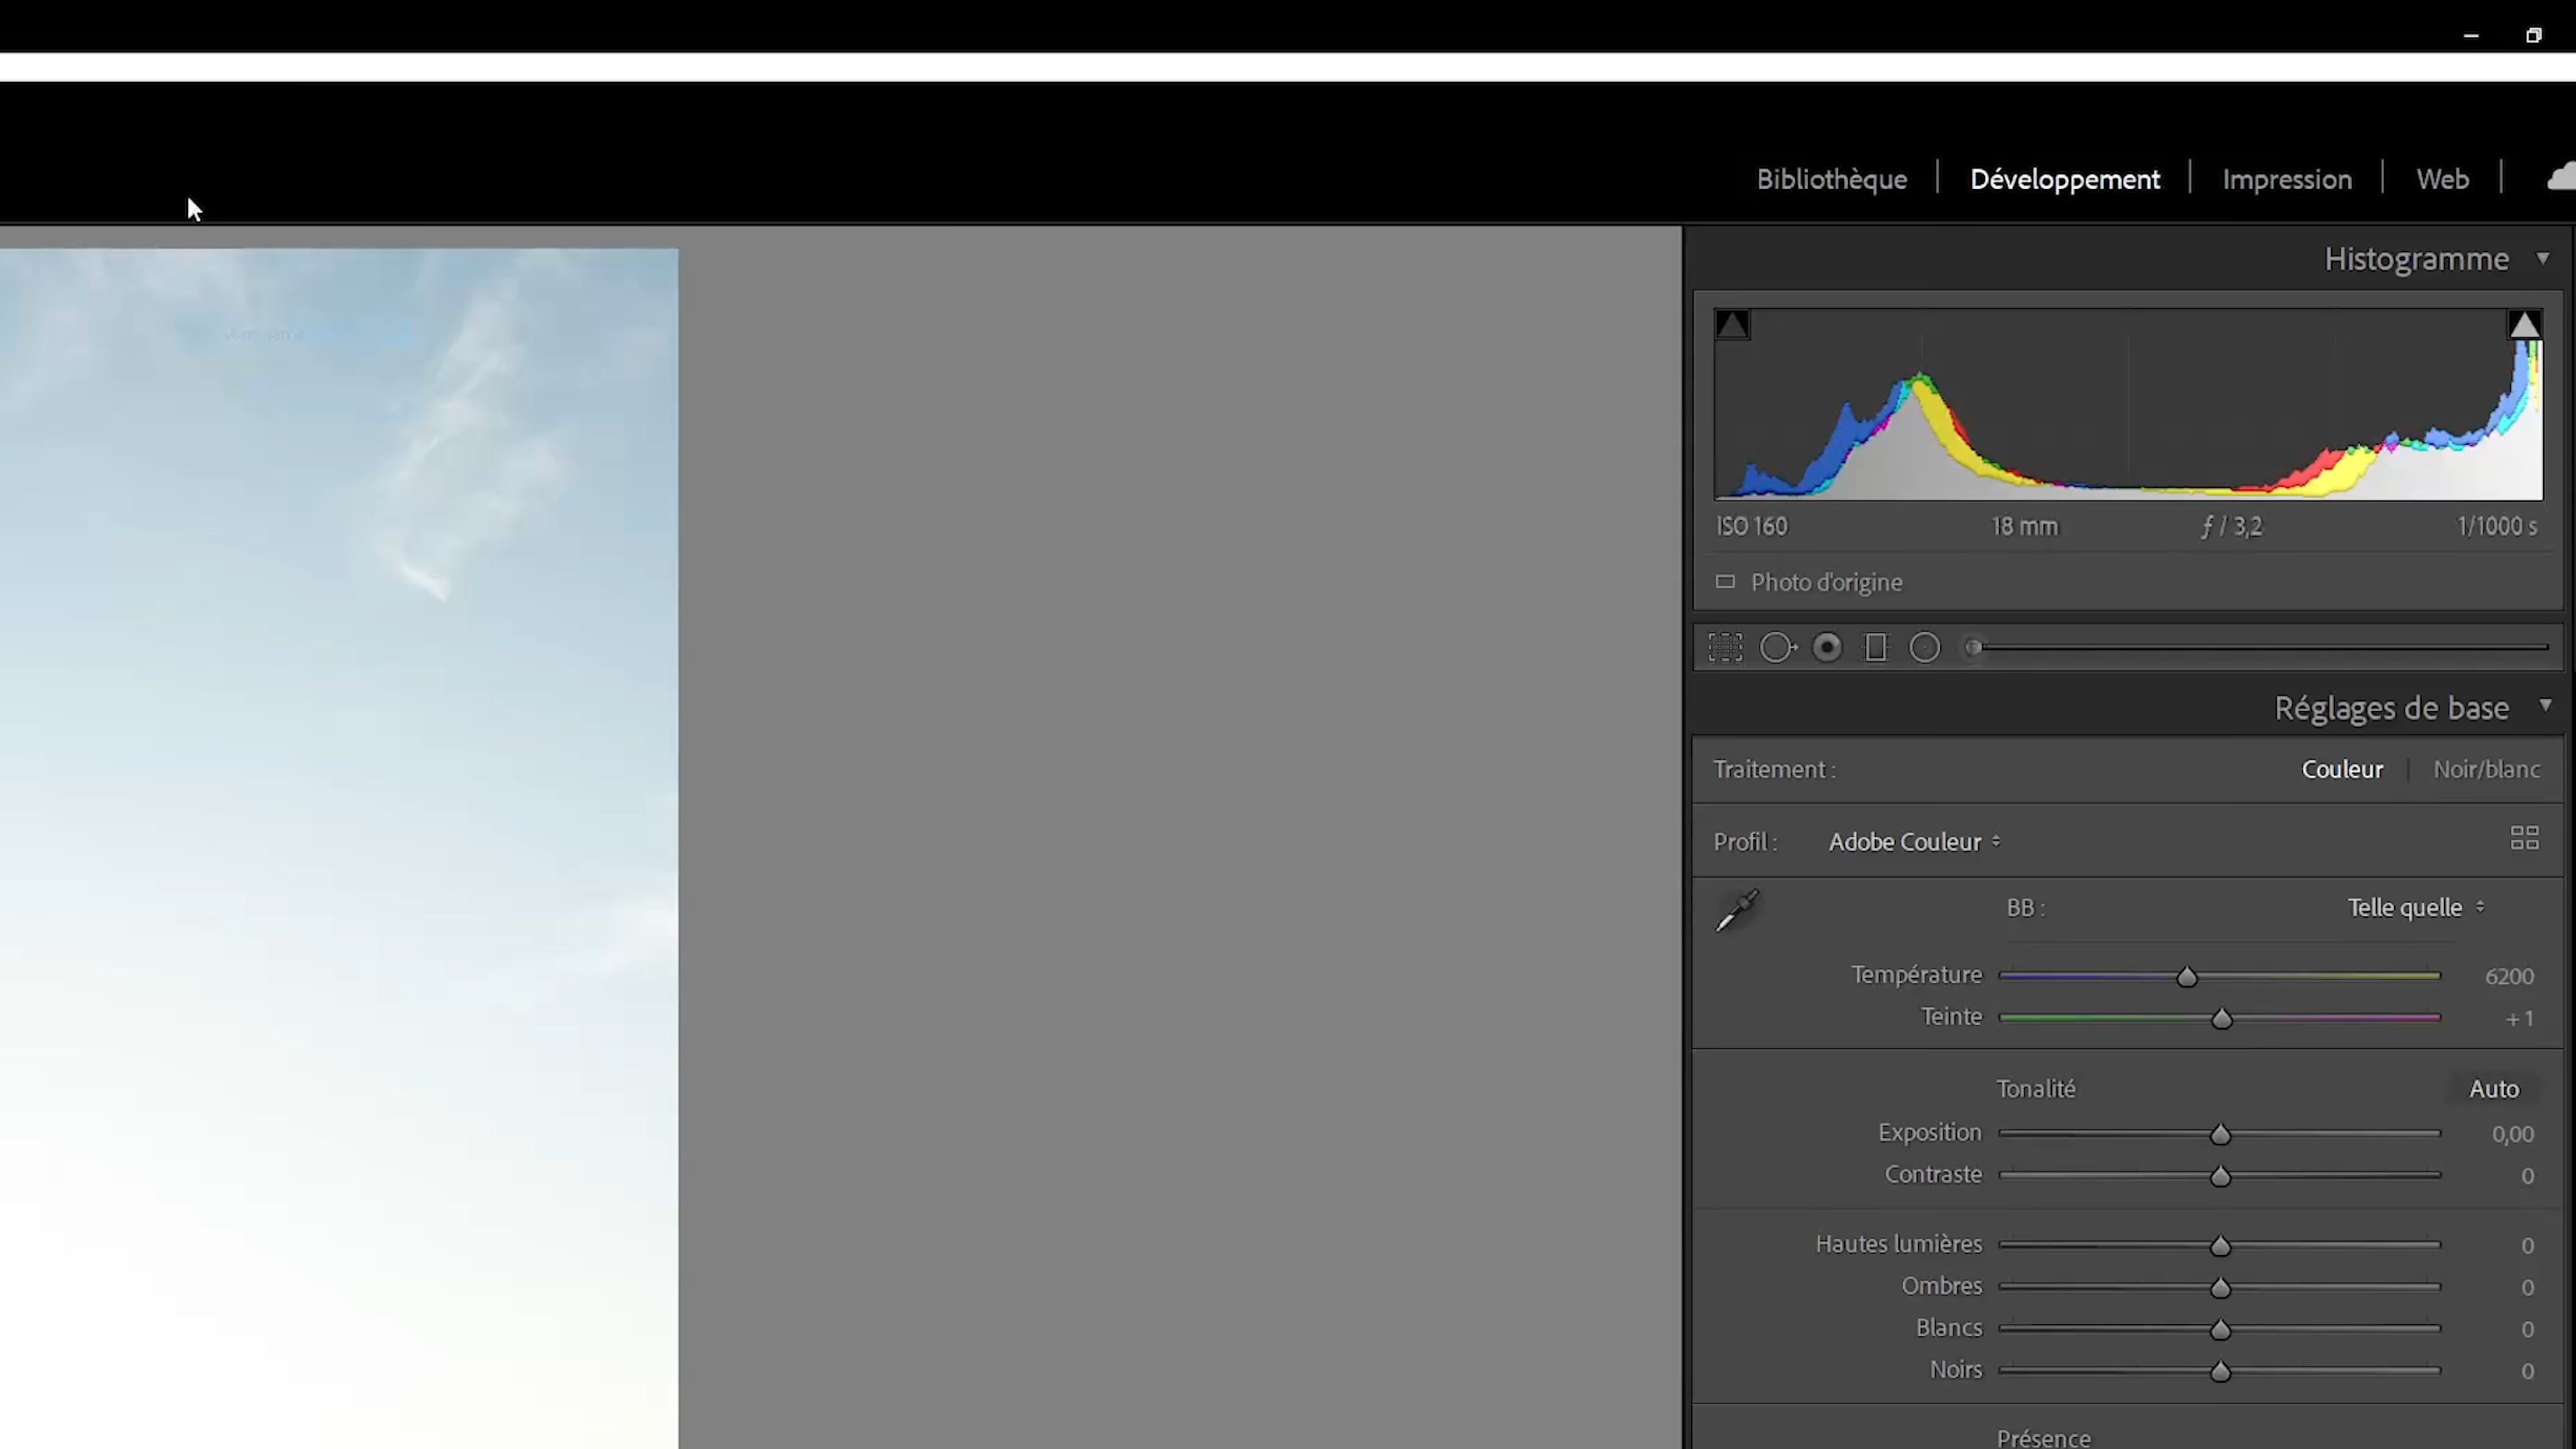 Bibliothèque | Développement | Impression | Web |
Histogramme
ISO 160 18 mm ƒ / 3,2 1/1000 s
Photo d'origine
Réglages de base
Traitement : Couleur | Noir/blanc
Profil : Adobe Couleur
BB : Telle quelle
Température 6200
Teinte + 1
Tonalité Auto
Exposition 0,00
Contraste 0
Hautes lumières 0
Ombres 0
Blancs 0
Noirs 0
Présence